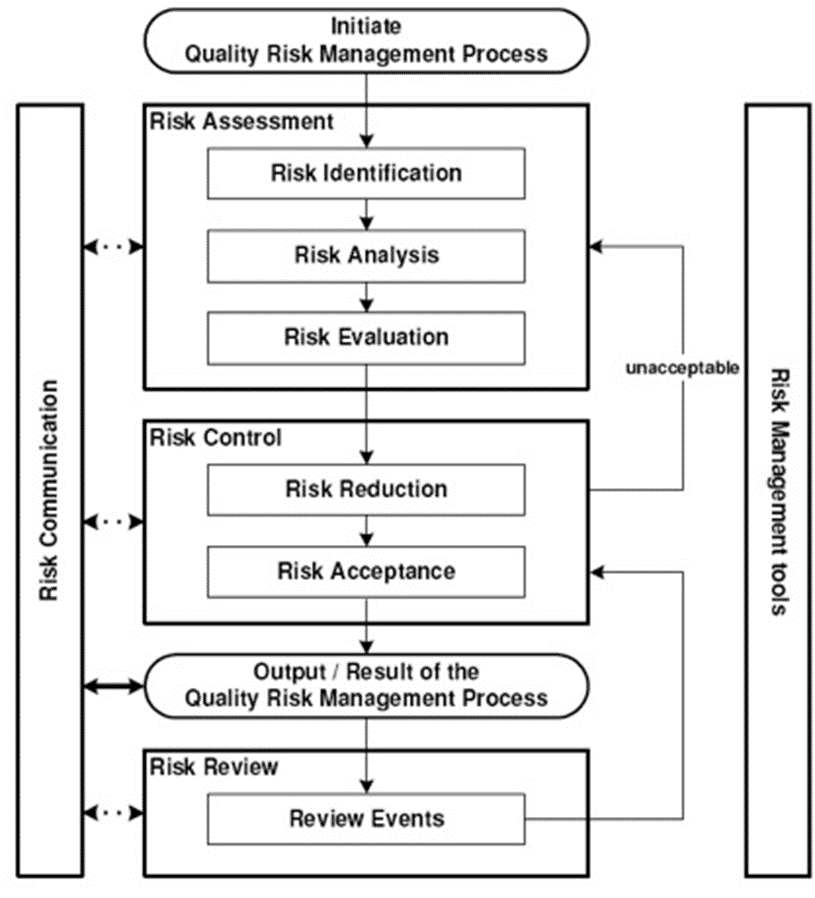 Initiate
Quality Risk Management Process
Risk Assessment
Risk Identification
Risk Analysis
Risk Evaluation
unacceptable
Risk Control
Risk Reduction
Risk Acceptance
Output / Result of the
Quality Risk Management Process
Risk Review
Review Events
Risk Communication
Risk Management tools